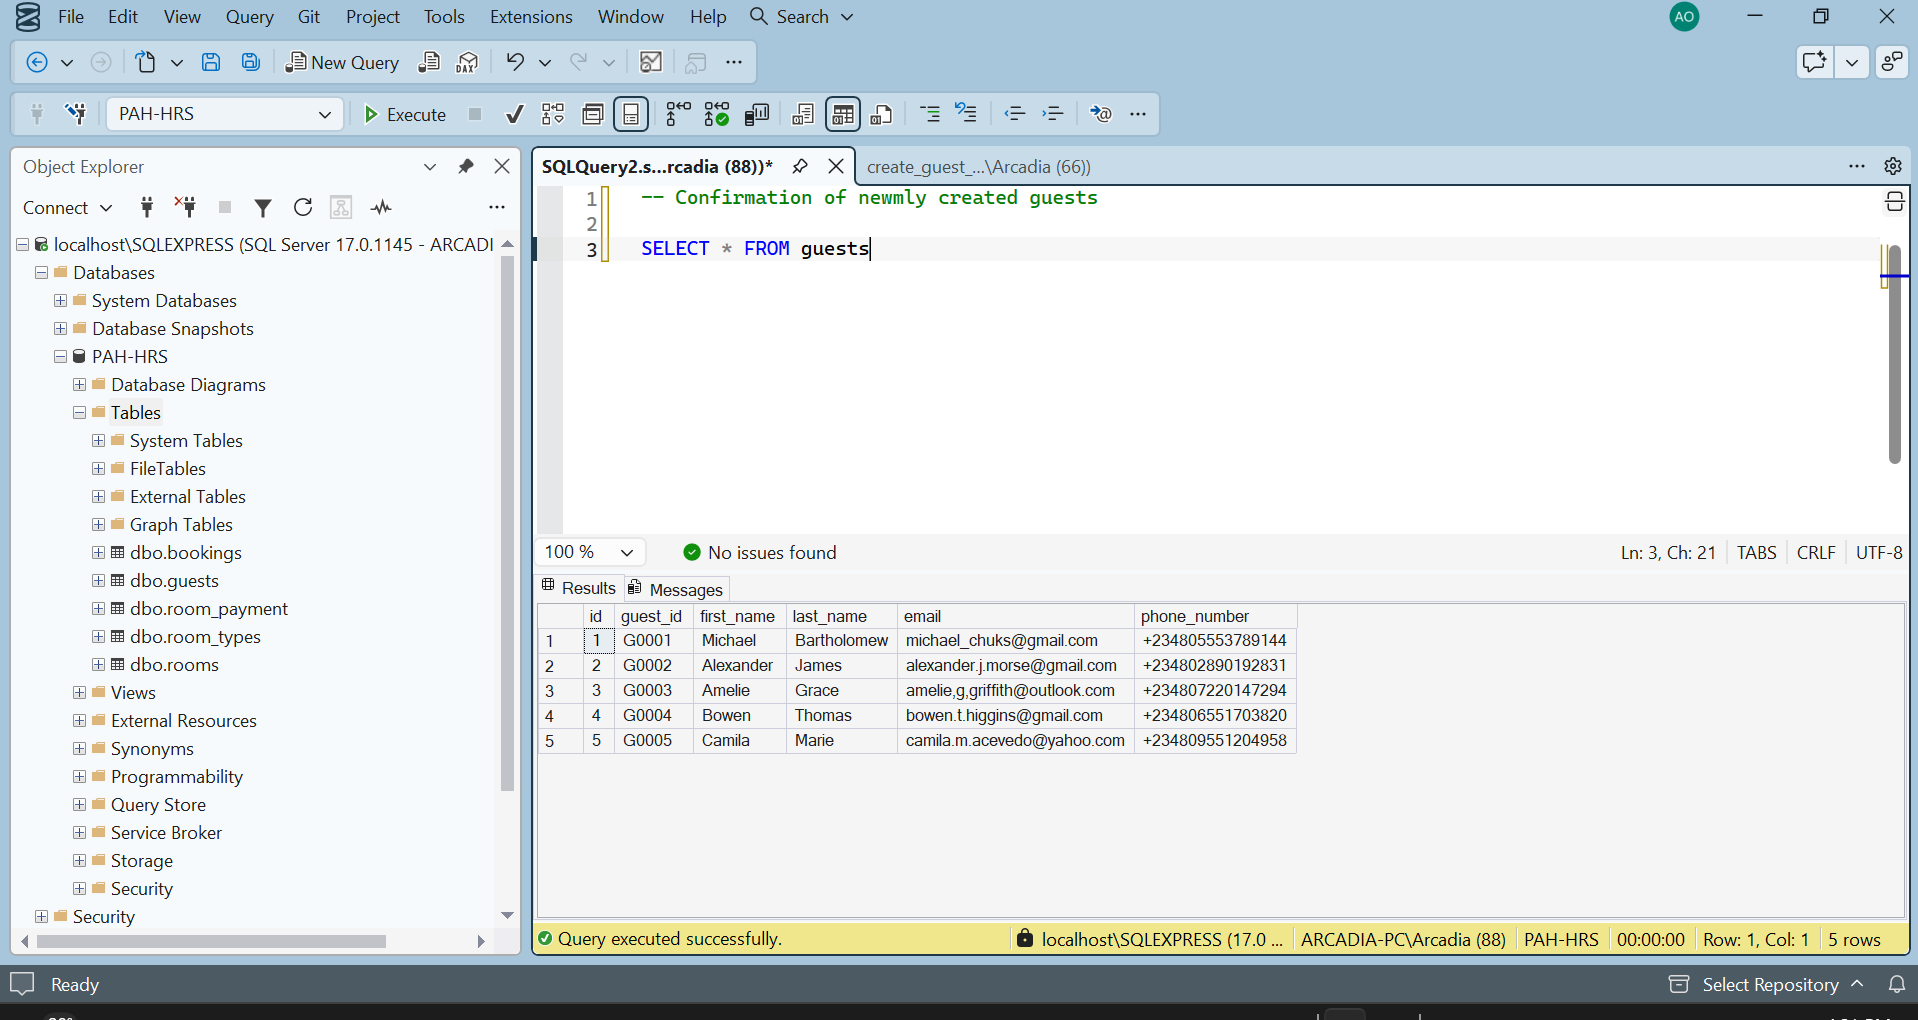 File Edit View Query Git Project Tools Extensions Window Help Search AO
New Query DAX
PAH-HRS Execute
Object Explorer
Connect
localhost\SQLEXPRESS (SQL Server 17.0.1145 - ARCADI
Databases
System Databases
Database Snapshots
PAH-HRS
Database Diagrams
Tables
System Tables
FileTables
External Tables
Graph Tables
dbo.bookings
dbo.guests
dbo.room_payment
dbo.room_types
dbo.rooms
Views
External Resources
Synonyms
Programmability
Query Store
Service Broker
Storage
Security
Security
SQLQuery2.s...rcadia (88))* create_guest_...\Arcadia (66))
1 -- Confirmation of newmly created guests
2
3 SELECT * FROM guests
100 % No issues found Ln: 3, Ch: 21 TABS CRLF UTF-8
Results Messages
id guest_id first_name last_name email phone_number
1 1 G0001 Michael Bartholomew michael_chuks@gmail.com +234805553789144
2 2 G0002 Alexander James alexander.j.morse@gmail.com +234802890192831
3 3 G0003 Amelie Grace amelie,g,griffith@outlook.com +234807220147294
4 4 G0004 Bowen Thomas bowen.t.higgins@gmail.com +234806551703820
5 5 G0005 Camila Marie camila.m.acevedo@yahoo.com +234809551204958
Query executed successfully. localhost\SQLEXPRESS (17.0 ... ARCADIA-PC\Arcadia (88) PAH-HRS 00:00:00 Row: 1, Col: 1 5 rows
Ready Select Repository